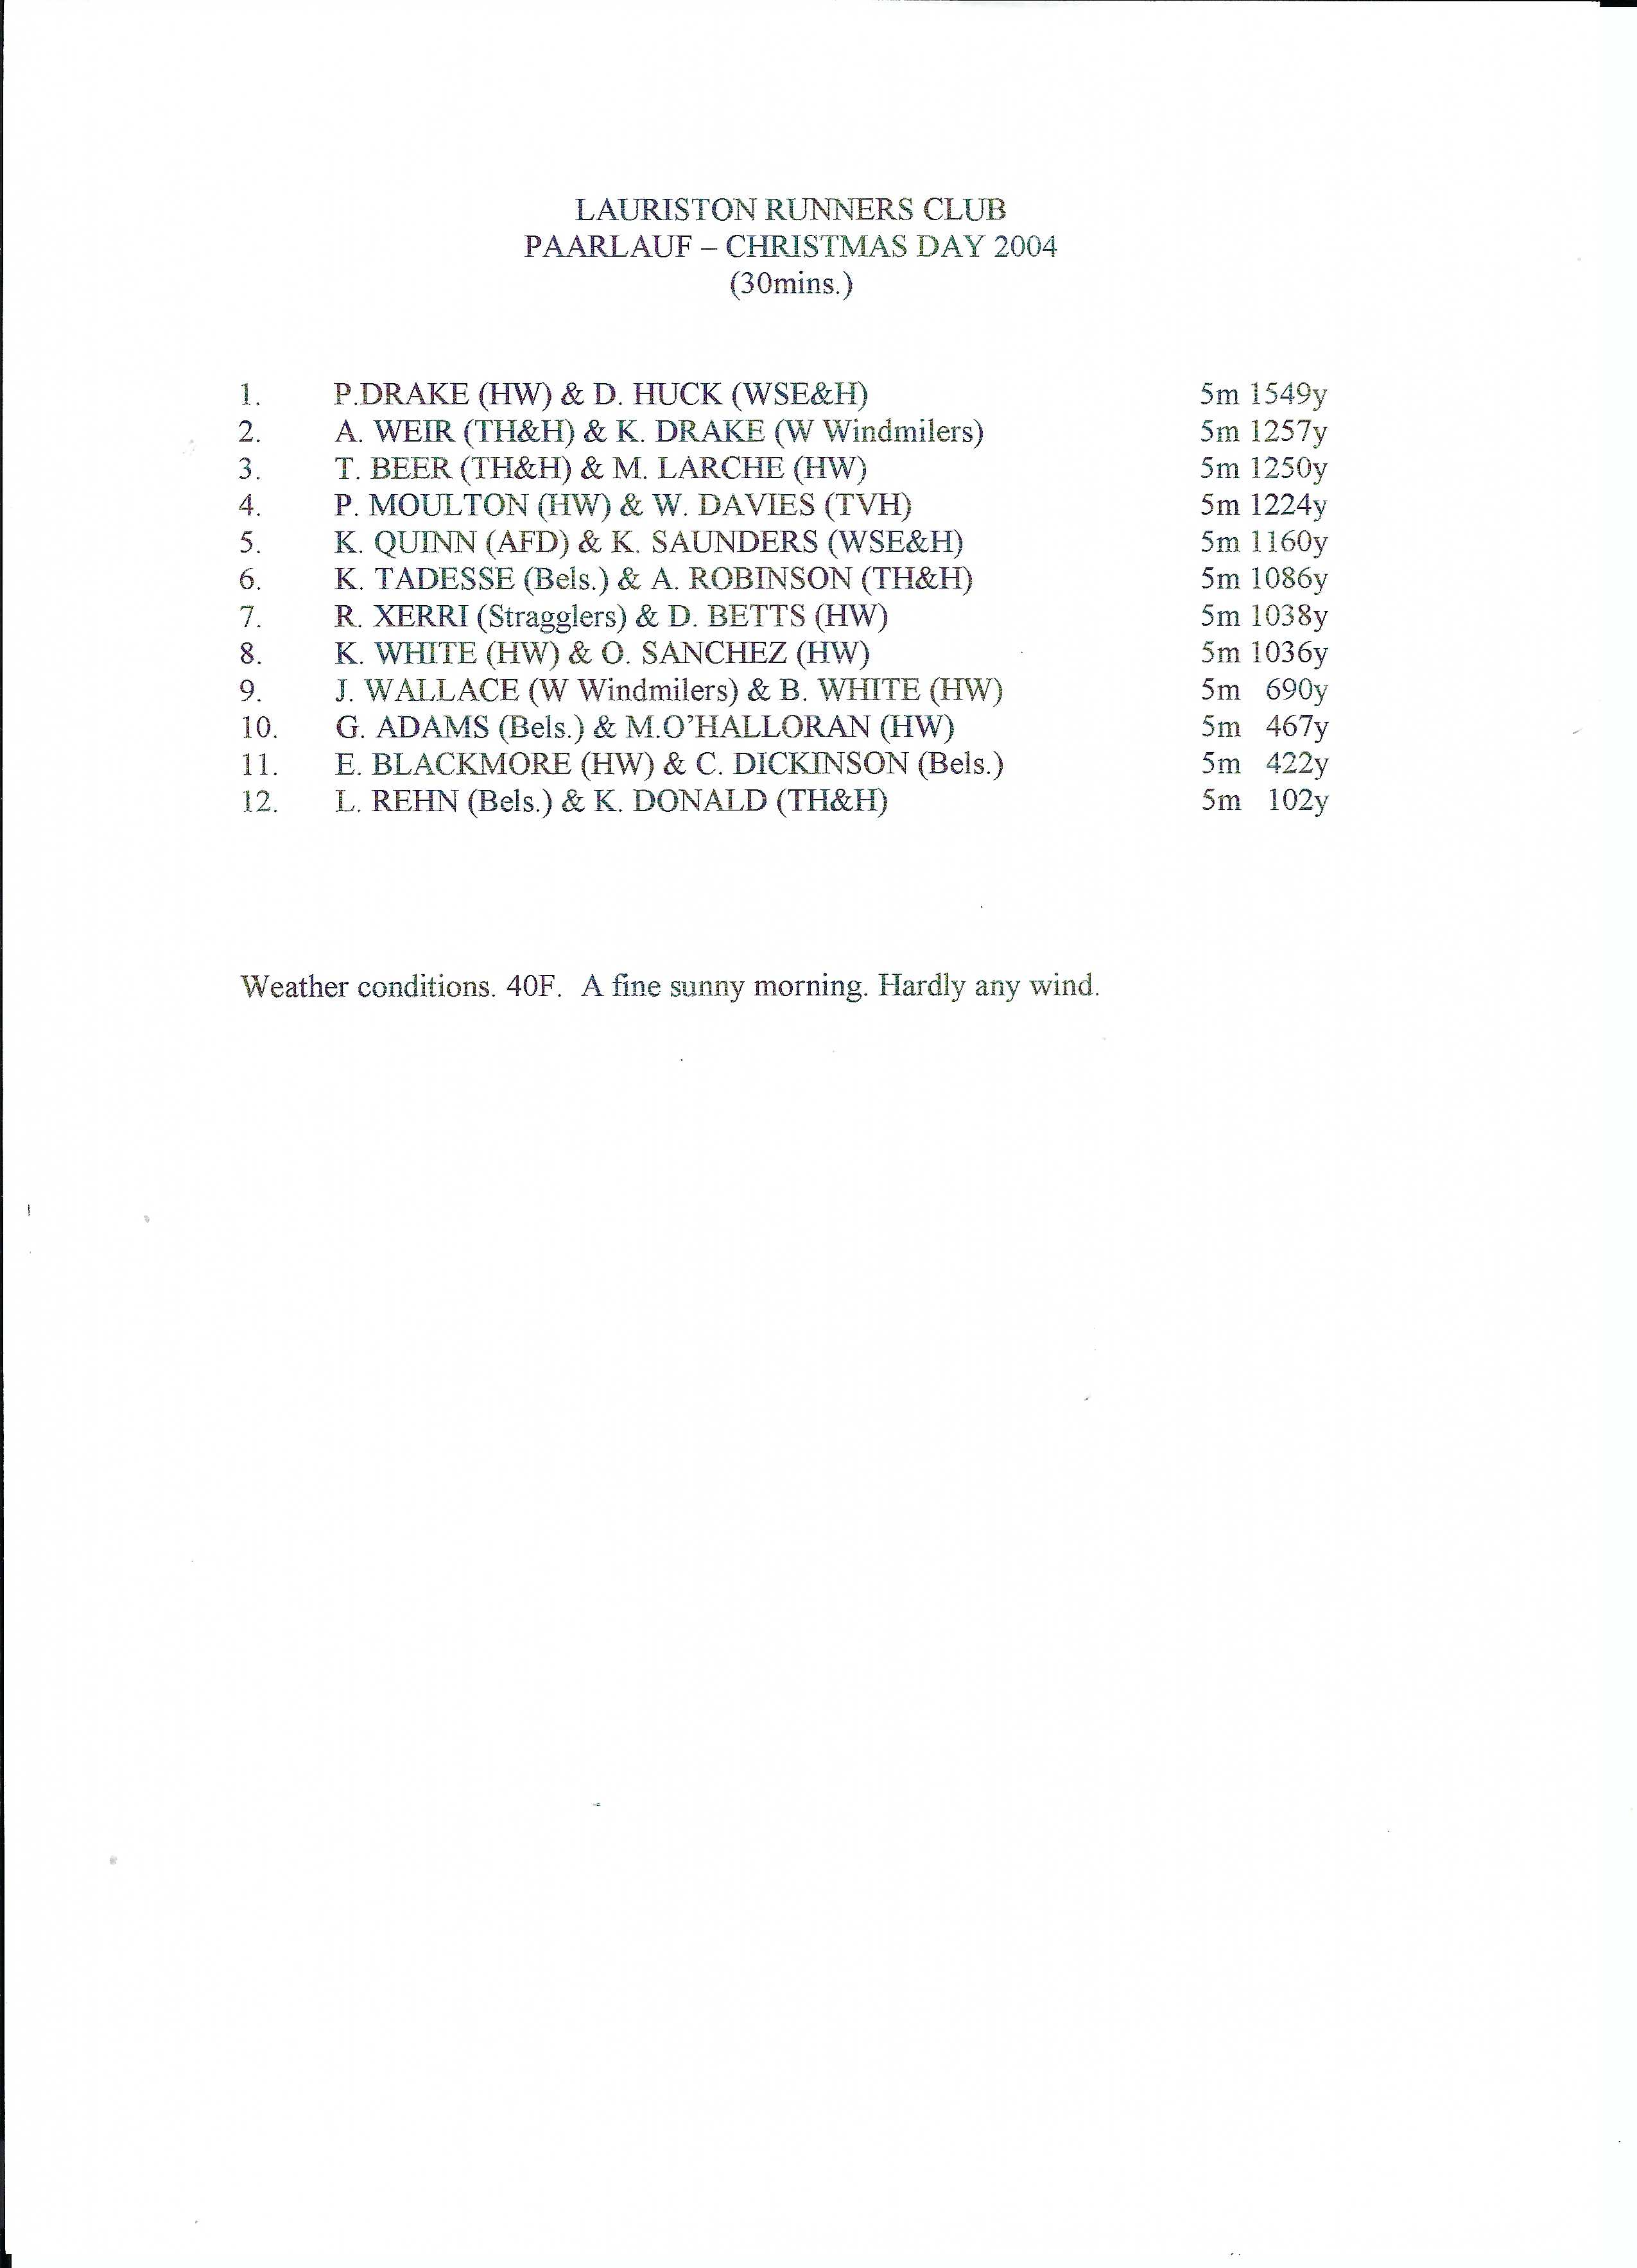 LAURISTON RUNNERS CLUB
PAARLAUF – CHRISTMAS DAY 2004
(30mins.)
1. P.DRAKE (HW) & D. HUCK (WSE&H) 5m 1549y
2. A. WEIR (TH&H) & K. DRAKE (W Windmilers) 5m 1257y
3. T. BEER (TH&H) & M. LARCHE (HW) 5m 1250y
4. P. MOULTON (HW) & W. DAVIES (TVH) 5m 1224y
5. K. QUINN (AFD) & K. SAUNDERS (WSE&H) 5m 1160y
6. K. TADESSE (Bels.) & A. ROBINSON (TH&H) 5m 1086y
7. R. XERRI (Stragglers) & D. BETTS (HW) 5m 1038y
8. K. WHITE (HW) & O. SANCHEZ (HW) 5m 1036y
9. J. WALLACE (W Windmilers) & B. WHITE (HW) 5m 690y
10. G. ADAMS (Bels.) & M.O’HALLORAN (HW) 5m 467y
11. E. BLACKMORE (HW) & C. DICKINSON (Bels.) 5m 422y
12. L. REHN (Bels.) & K. DONALD (TH&H) 5m 102y
Weather conditions. 40F. A fine sunny morning. Hardly any wind.